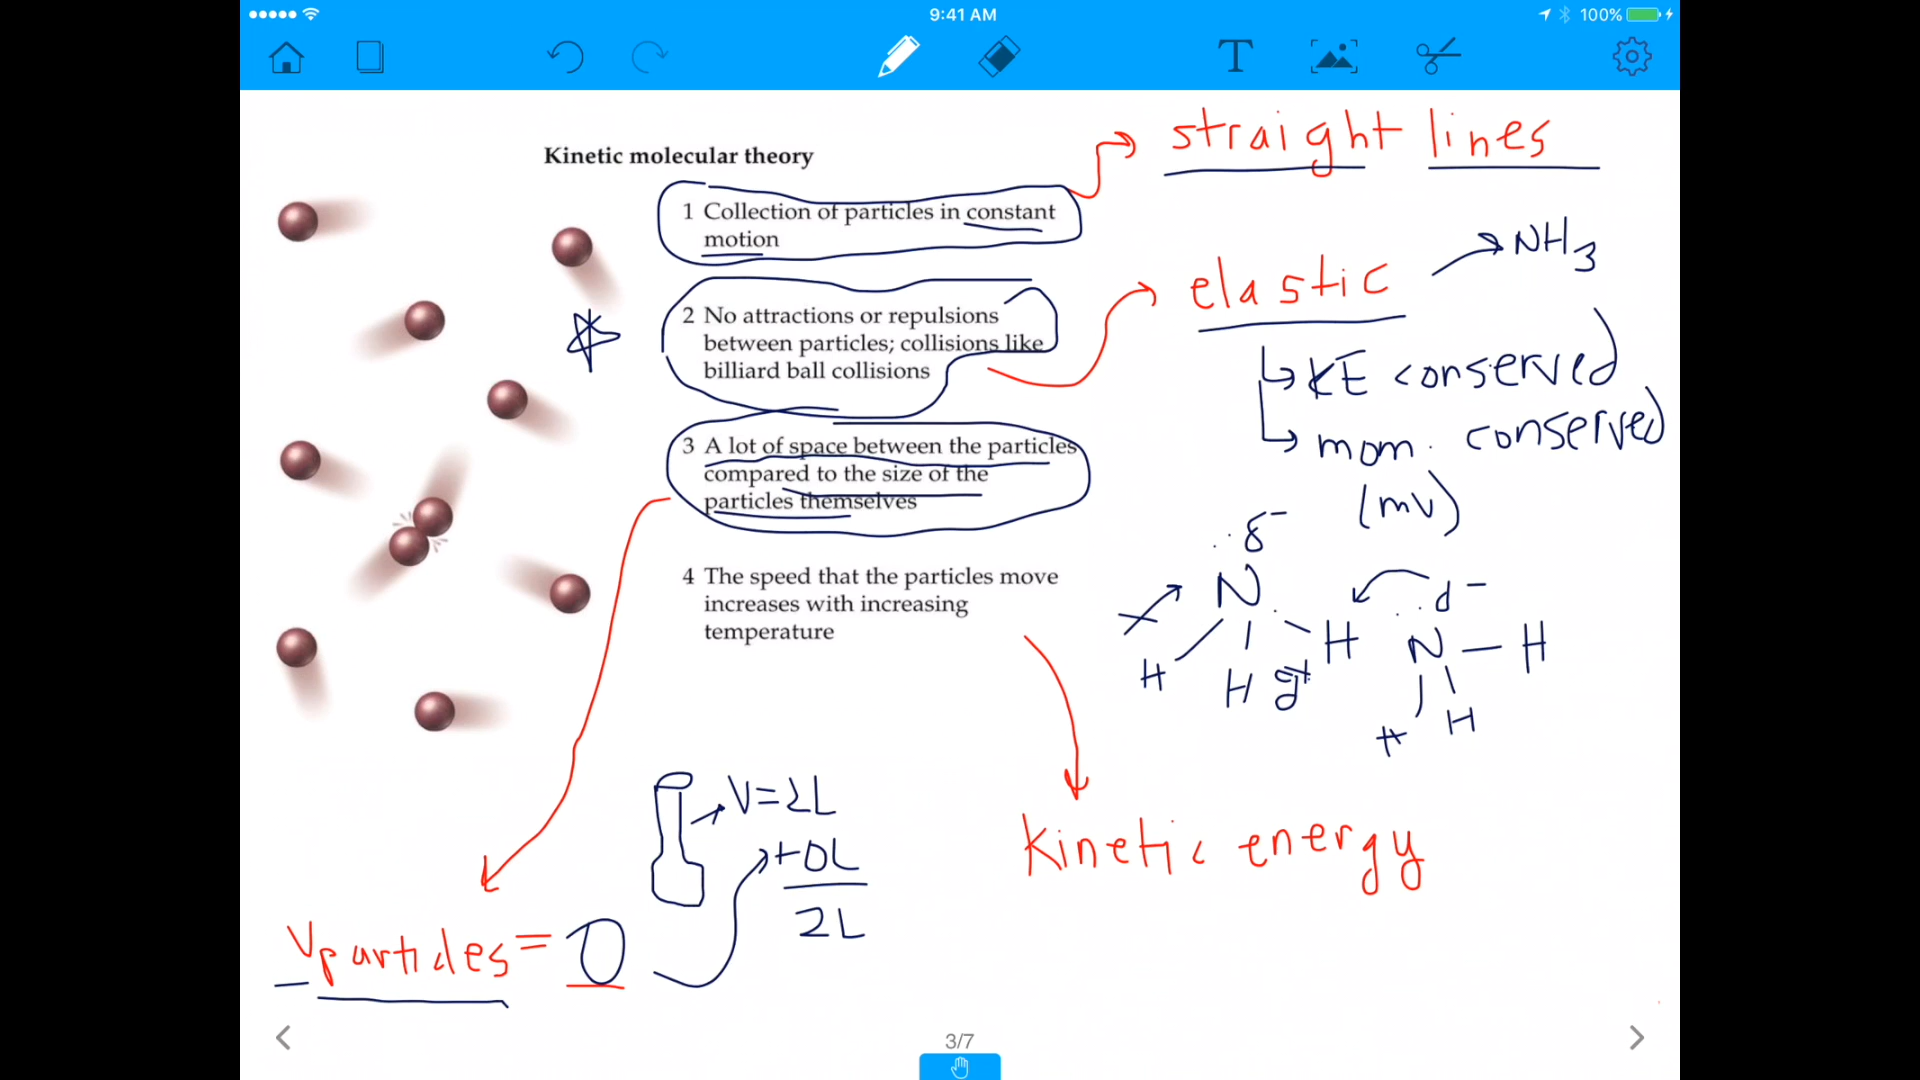 9:41 AM
100%
T
Kinetic molecular theory
straight lines
1 Collection of particles in constant
motion
NH3
elastic
2 No attractions or repulsions
between particles; collisions like
billiard ball collisions
KE conserved
mom. conserved
(mv)
3 A lot of space between the particles
compared to the size of the
particles themselves
δ-
N
H
H
H
δ+
δ-
N
H
H
H
4 The speed that the particles move
increases with increasing
temperature
V=2L
+0L
2L
Kinetic energy
Vparticles = 0
3/7